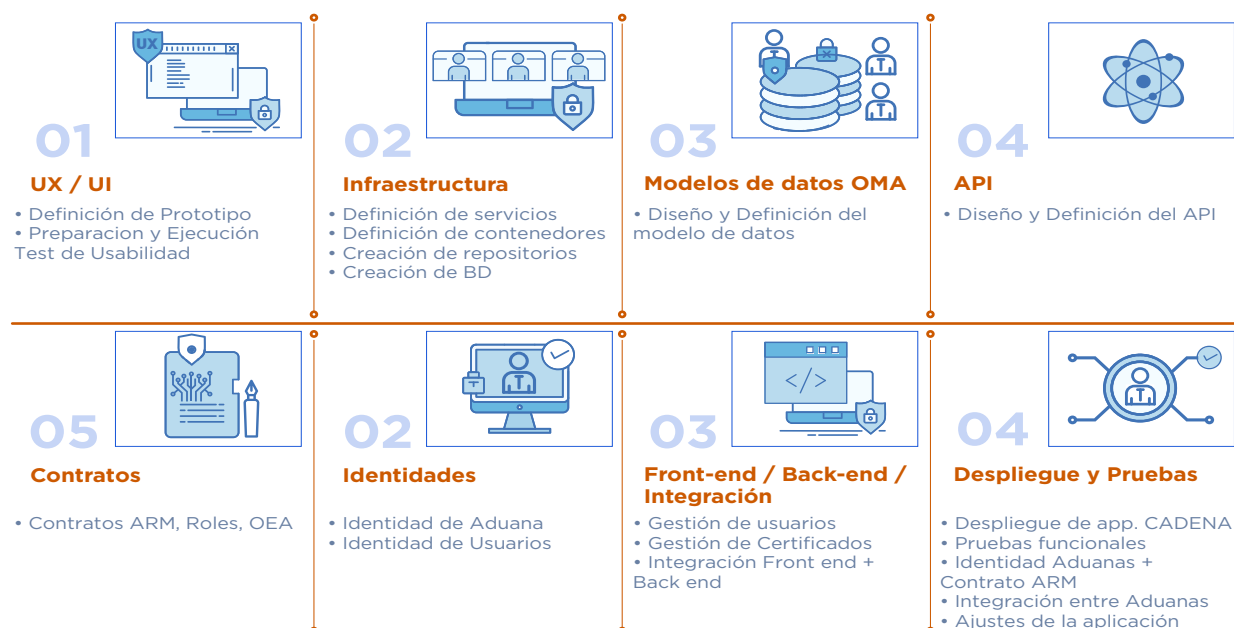 UX
01
UX / UI
• Definición de Prototipo
• Preparacion y Ejecución
Test de Usabilidad
02
Infraestructura
• Definición de servicios
• Definición de contenedores
• Creación de repositorios
• Creación de BD
03
Modelos de datos OMA
• Diseño y Definición del
modelo de datos
04
API
• Diseño y Definición del API
05
Contratos
• Contratos ARM, Roles, OEA
02
Identidades
• Identidad de Aduana
• Identidad de Usuarios
</>
03
Front-end / Back-end /
Integración
• Gestión de usuarios
• Gestión de Certificados
• Integración Front end +
Back end
04
Despliegue y Pruebas
• Despliegue de app. CADENA
• Pruebas funcionales
• Identidad Aduanas +
Contrato ARM
• Integración entre Aduanas
• Ajustes de la aplicación